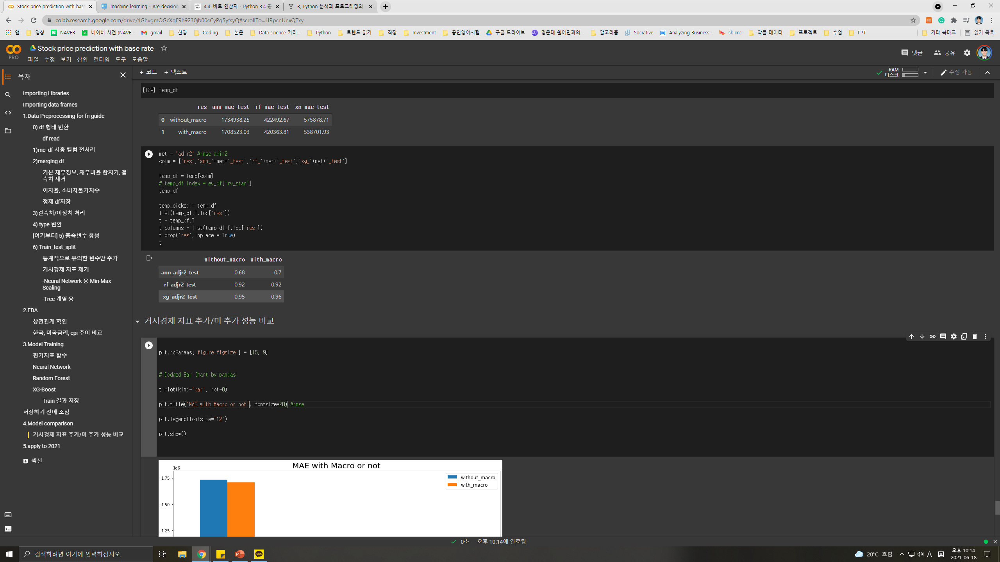 Stock price prediction with base
machine learning - Are decision
4.4. 비트 연산자 - Python 3.4 공
R, Python 분석과 프로그래밍의
colab.research.google.com/drive/1GhvgmOGcXqF9h9230jb00cCyPq5yfsyQ#scrollTo=HRpcnUnxQTxy
앱 영상 NAVER 네이버 사전 (NAVE... gmail 한양 Coding 논문 Data science 커리... Python 트렌드 읽기 직장 Investment 공인영어시험 구글 드라이브 명문대 원어민과의... 알고리즘 Socrative Analyzing Business... sk cnc 악플 데이터 프로젝트 수업 PPT 기타 북마크 읽기 목록
PRO
Stock price prediction with base rate
파일 수정 보기 삽입 런타임 도구 도움말
댓글 공유
목차
+ 코드 + 텍스트
RAM
디스크
수정 가능
Importing Libraries
Importing data frames
1.Data Preprocessing for fn guide
0) df 형태 변환
df read
1)mc_df 시총 컬럼 전처리
2)merging df
기본 재무정보, 재무비율 합치기, 결
측치 제거
이자율, 소비자물가지수
정제 df저장
3)결측치/이상치 처리
4) type 변환
[여기부터] 5) 종속변수 생성
6) Train_test_split
통계적으로 유의한 변수만 추가
거시경제 지표 제거
-Neural Network 용 Min-Max
Scaling
-Tree 계열 용
2.EDA
상관관계 확인
한국, 미국금리, cpi 추이 비교
3.Model Training
평가지표 함수
Neural Network
Random Forest
XG-Boost
Train 결과 저장
저장하기 전에 조심
4.Model comparison
거시경제 지표 추가/미 추가 성능 비교
5.apply to 2021
섹션
[129] temp_df
res ann_mae_test rf_mae_test xg_mae_test
0 without_macro 1734938.25 422492.67 575878.71
1 with_macro 1708523.03 420363.81 538701.93
met = 'adjr2' #rmse adjr2
colm = ['res','ann_'+met+'_test','rf_'+met+'_test','xg_'+met+'_test']
temp_df = temp[colm]
# temp_df.index = ev_df['rv_star']
temp_df
temp_picked = temp_df
list(temp_df.T.loc['res'])
t = temp_df.T
t.columns = list(temp_df.T.loc['res'])
t.drop('res',inplace = True)
t
without_macro with_macro
ann_adjr2_test 0.68 0.7
rf_adjr2_test 0.92 0.92
xg_adjr2_test 0.95 0.96
거시경제 지표 추가/미 추가 성능 비교
plt.rcParams['figure.figsize'] = [15, 9]
# Dodged Bar Chart by pandas
t.plot(kind='bar', rot=0)
plt.title('MAE with Macro or not', fontsize=20) #rmse
plt.legend(fontsize='12')
plt.show()
MAE with Macro or not
1e6
1.75
1.50
1.25
without_macro
with_macro
0초 오후 10:14에 완료됨
검색하려면 여기에 입력하십시오.
TALK
20°C 흐림
A 한
오후 10:14
2021-06-18